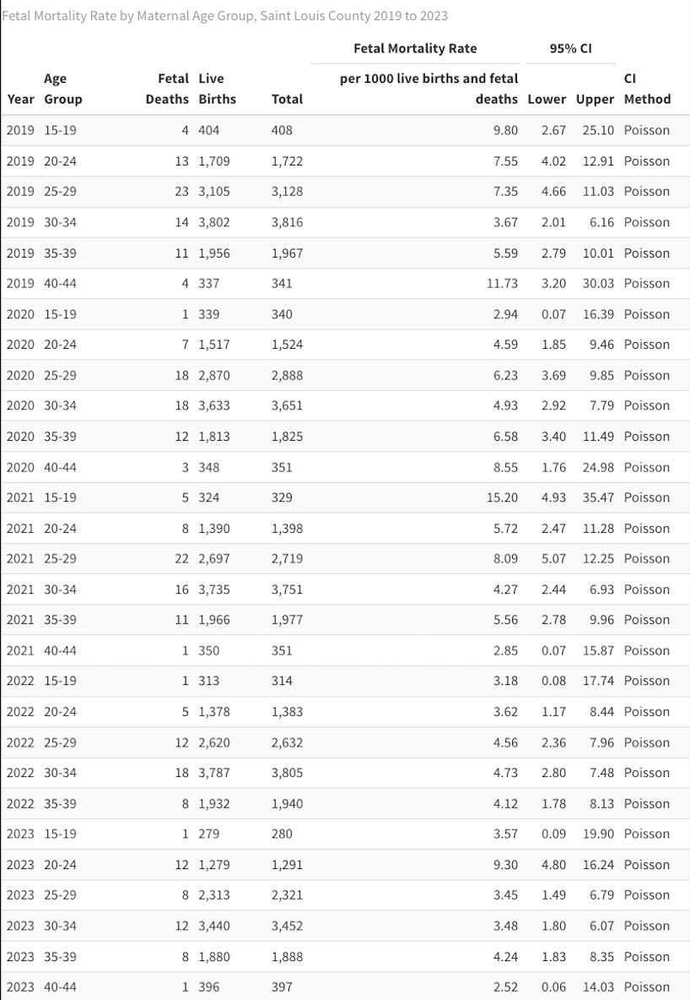 Fetal Mortality Rate by Maternal Age Group, Saint Louis County 2019 to 2023
Fetal Mortality Rate 95% CI
Age Fetal Live per 1000 live births and fetal CI
Year Group Deaths Births Total deaths Lower Upper Method
2019 15-19 4 404 408 9.80 2.67 25.10 Poisson
2019 20-24 13 1,709 1,722 7.55 4.02 12.91 Poisson
2019 25-29 23 3,105 3,128 7.35 4.66 11.03 Poisson
2019 30-34 14 3,802 3,816 3.67 2.01 6.16 Poisson
2019 35-39 11 1,956 1,967 5.59 2.79 10.01 Poisson
2019 40-44 4 337 341 11.73 3.20 30.03 Poisson
2020 15-19 1 339 340 2.94 0.07 16.39 Poisson
2020 20-24 7 1,517 1,524 4.59 1.85 9.46 Poisson
2020 25-29 18 2,870 2,888 6.23 3.69 9.85 Poisson
2020 30-34 18 3,633 3,651 4.93 2.92 7.79 Poisson
2020 35-39 12 1,813 1,825 6.58 3.40 11.49 Poisson
2020 40-44 3 348 351 8.55 1.76 24.98 Poisson
2021 15-19 5 324 329 15.20 4.93 35.47 Poisson
2021 20-24 8 1,390 1,398 5.72 2.47 11.28 Poisson
2021 25-29 22 2,697 2,719 8.09 5.07 12.25 Poisson
2021 30-34 16 3,735 3,751 4.27 2.44 6.93 Poisson
2021 35-39 11 1,966 1,977 5.56 2.78 9.96 Poisson
2021 40-44 1 350 351 2.85 0.07 15.87 Poisson
2022 15-19 1 313 314 3.18 0.08 17.74 Poisson
2022 20-24 5 1,378 1,383 3.62 1.17 8.44 Poisson
2022 25-29 12 2,620 2,632 4.56 2.36 7.96 Poisson
2022 30-34 18 3,787 3,805 4.73 2.80 7.48 Poisson
2022 35-39 8 1,932 1,940 4.12 1.78 8.13 Poisson
2023 15-19 1 279 280 3.57 0.09 19.90 Poisson
2023 20-24 12 1,279 1,291 9.30 4.80 16.24 Poisson
2023 25-29 8 2,313 2,321 3.45 1.49 6.79 Poisson
2023 30-34 12 3,440 3,452 3.48 1.80 6.07 Poisson
2023 35-39 8 1,880 1,888 4.24 1.83 8.35 Poisson
2023 40-44 1 396 397 2.52 0.06 14.03 Poisson